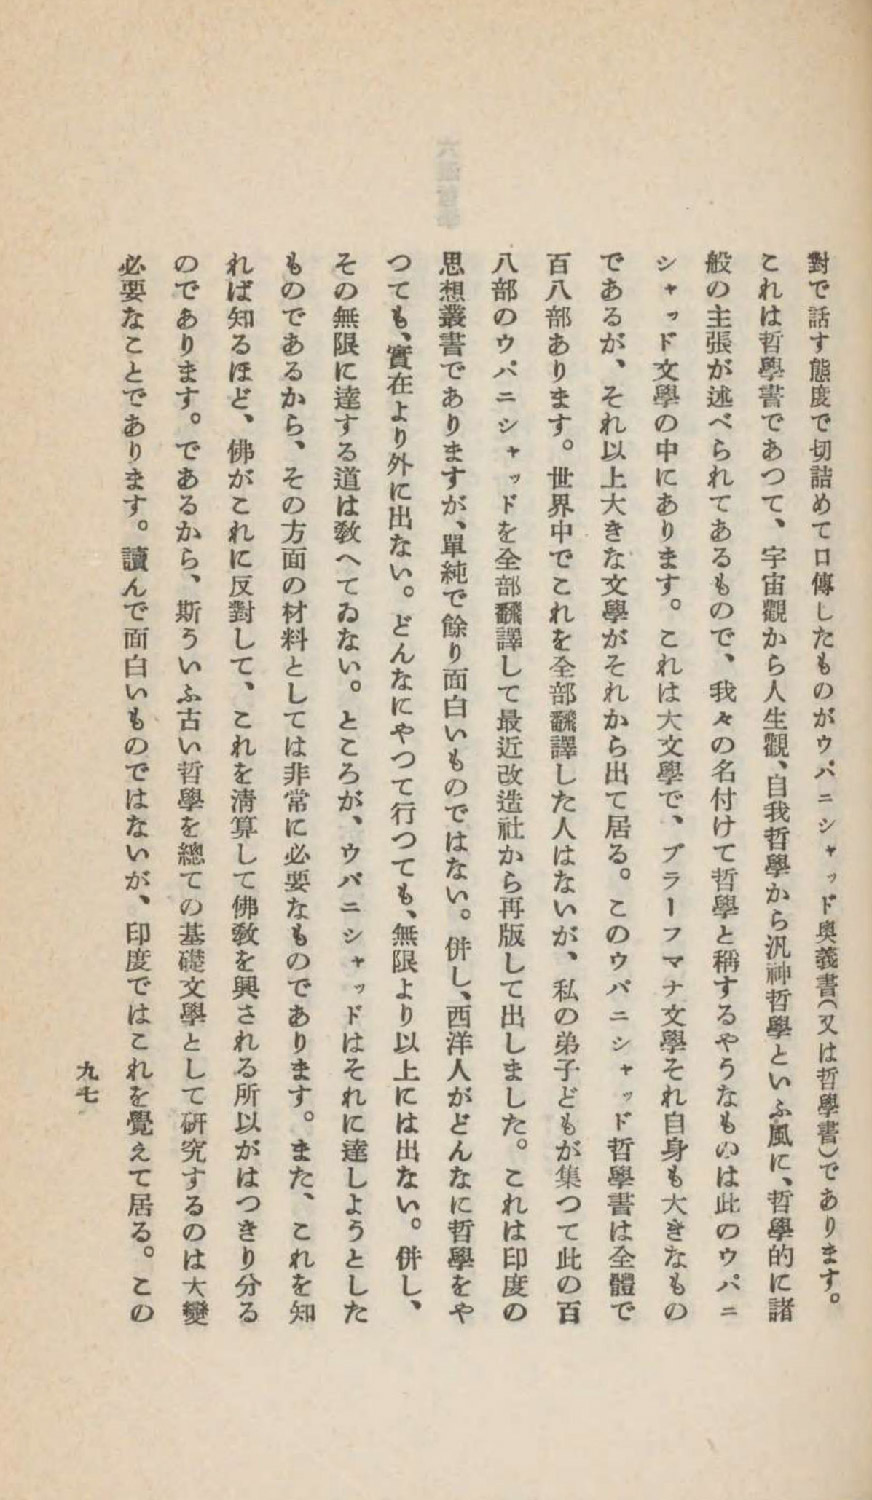 對で話す態度で切詰めて口傳したものがウパニシャッド奧義書(又は哲學書)であります。
これは哲學書であつて、宇宙觀から人生觀、自我哲學から汎神哲學といふ風に、哲學的に諸
般の主張が述べられてあるもので、我々の名付けて哲學と稱するやうなものは此のウパニ
シャッド文學の中にあります。これは大文學で、ブラーフマナ文學それ自身も大きなもの
であるが、それ以上大きな文學がそれから出て居る。このウパニシャッド哲學書は全體で
百八部あります。世界中でこれを全部飜譯した人はないが、私の弟子どもが集つて此の百
八部のウパニシャッドを全部飜譯して最近改造社から再版して出しました。これは印度の
思想叢書でありますが、單純で餘り面白いものではない。併し、西洋人がどんなに哲學をや
つても、實在より外に出ない。どんなにやつて行つても、無限より以上には出ない。併し、
その無限に達する道は敎へてゐない。ところが、ウパニシャッドはそれに達しようとした
ものであるから、その方面の材料としては非常に必要なものであります。また、これを知
れば知るほど、佛がこれに反對して、これを淸算して佛敎を興される所以がはつきり分る
のであります。であるから、斯ういふ古い哲學を總ての基礎文學として硏究するのは大變
必要なことであります。讀んで面白いものではないが、印度ではこれを覺えて居る。この
九七